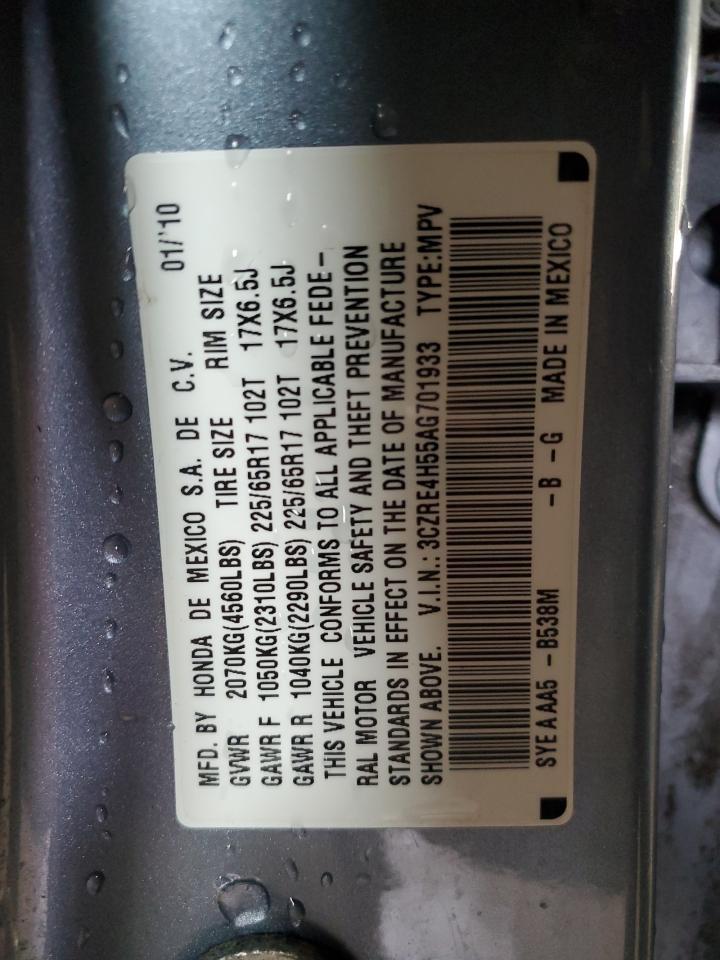 MFD. BY HONDA DE MEXICO S.A. DE C.V. 01/'10
GVWR 2070KG(4560LBS) TIRE SIZE RIM SIZE
GAWR F 1050KG(2310LBS) 225/65R17 102T 17X6.5J
GAWR R 1040KG(2290LBS) 225/65R17 102T 17X6.5J
THIS VEHICLE CONFORMS TO ALL APPLICABLE FEDE-
RAL MOTOR VEHICLE SAFETY AND THEFT PREVENTION
STANDARDS IN EFFECT ON THE DATE OF MANUFACTURE
SHOWN ABOVE. V.I.N.: 3CZRE4H55AG701933 TYPE:MPV
SYE A AA5 -B538M -B -G MADE IN MEXICO